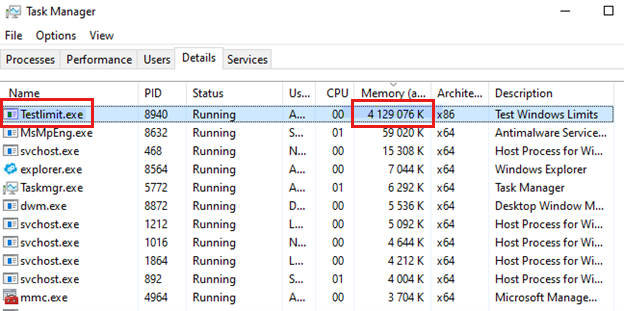 Task Manager
File Options View
Processes Performance Users Details Services
Name PID Status Us... CPU Memory (a... Archite... Description
Testlimit.exe 8940 Running A... 00 4 129 076 K x86 Test Windows Limits
MsMpEng.exe 8632 Running S... 01 59 020 K x64 Antimalware Service...
svchost.exe 468 Running N... 00 15 308 K x64 Host Process for Wi...
explorer.exe 8564 Running A... 00 7 044 K x64 Windows Explorer
Taskmgr.exe 5772 Running A... 01 6 292 K x64 Task Manager
dwm.exe 8204 Running D... 00 5 536 K x64 Desktop Window M...
svchost.exe 1212 Running L... 00 5 092 K x64 Host Process for Wi...
svchost.exe 1016 Running N... 00 4 644 K x64 Host Process for Wi...
svchost.exe 1864 Running L... 00 4 212 K x64 Host Process for Wi...
svchost.exe 892 Running S... 01 4 004 K x64 Host Process for Wi...
mmc.exe 4964 Running A... 00 3 704 K x64 Microsoft Manage...